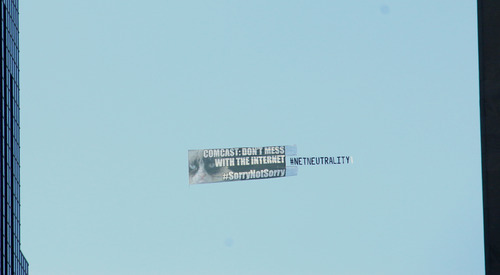 COMCAST: DON'T MESS
WITH THE INTERNET
#SorryNotSorry
#NETNEUTRALITY